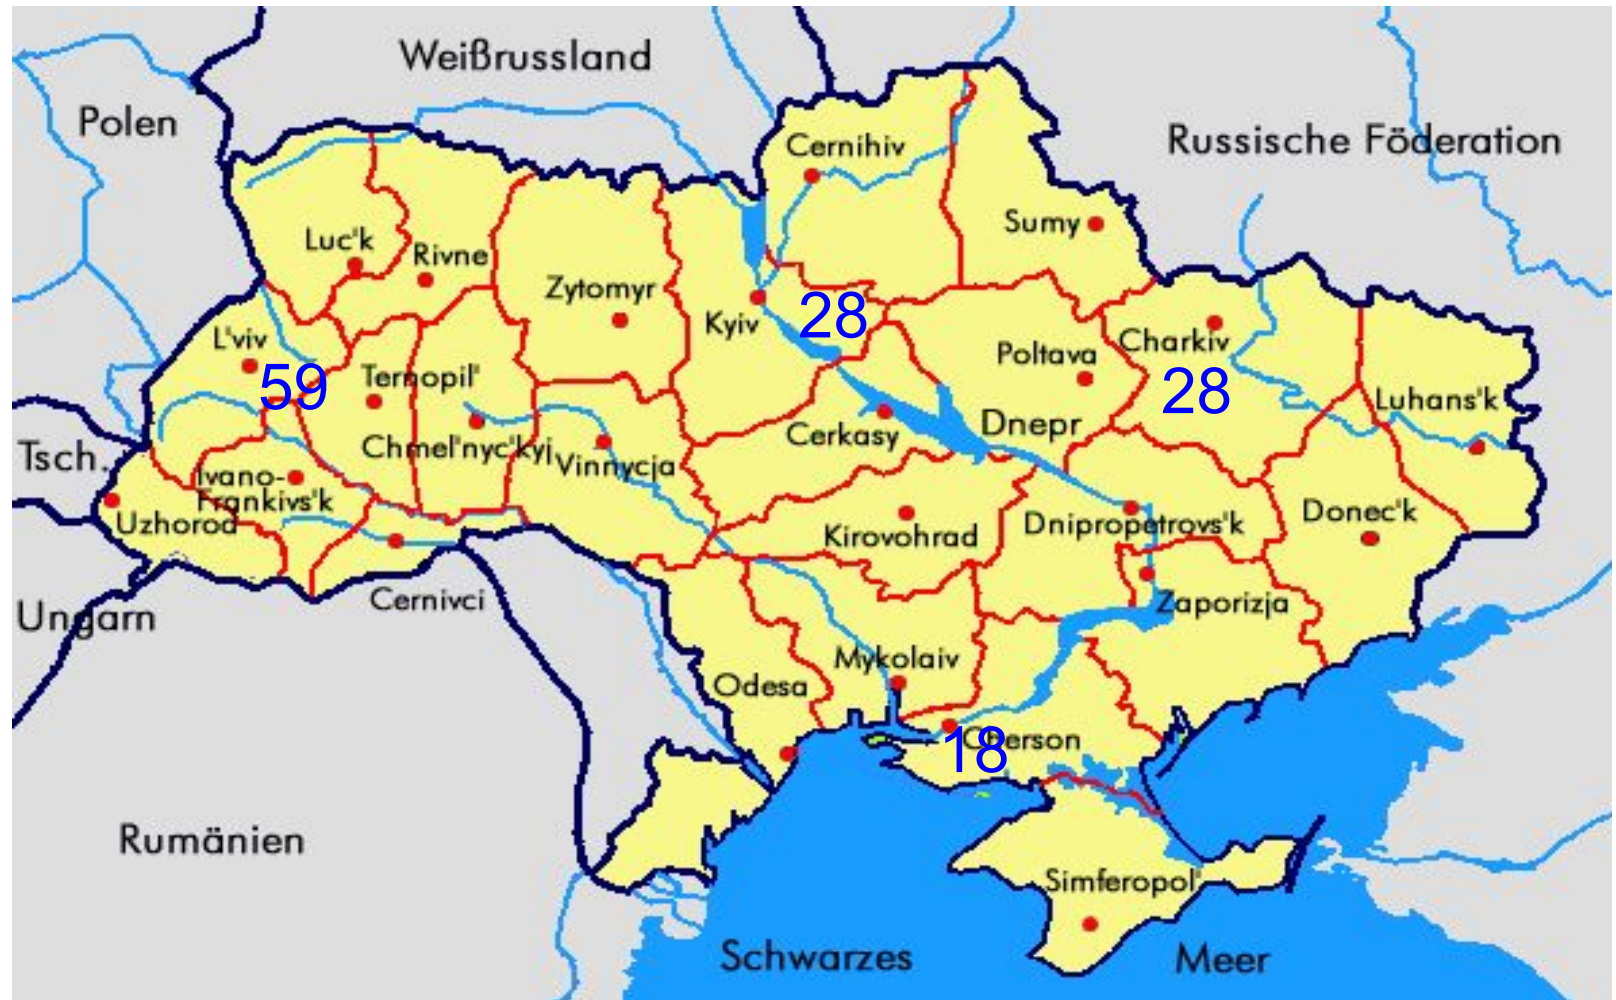 Weißrussland
Polen
Russische Föderation
Cernihiv
Sumy
Luc'k
Rivne
Zytomyr
Kyiv
28
L'viv
59
Ternopil'
Poltava
Charkiv
28
Luhans'k
Chmel'nyc'kyj
Vinnycja
Cerkasy
Dnepr
Tsch.
Ivano-
Frankivs'k
Uzhorod
Kirovohrad
Dnipropetrovs'k
Donec'k
Cernivci
Ungarn
Zaporizja
Mykolaiv
Odesa
Cherson
18
Rumänien
Simferopol'
Schwarzes
Meer